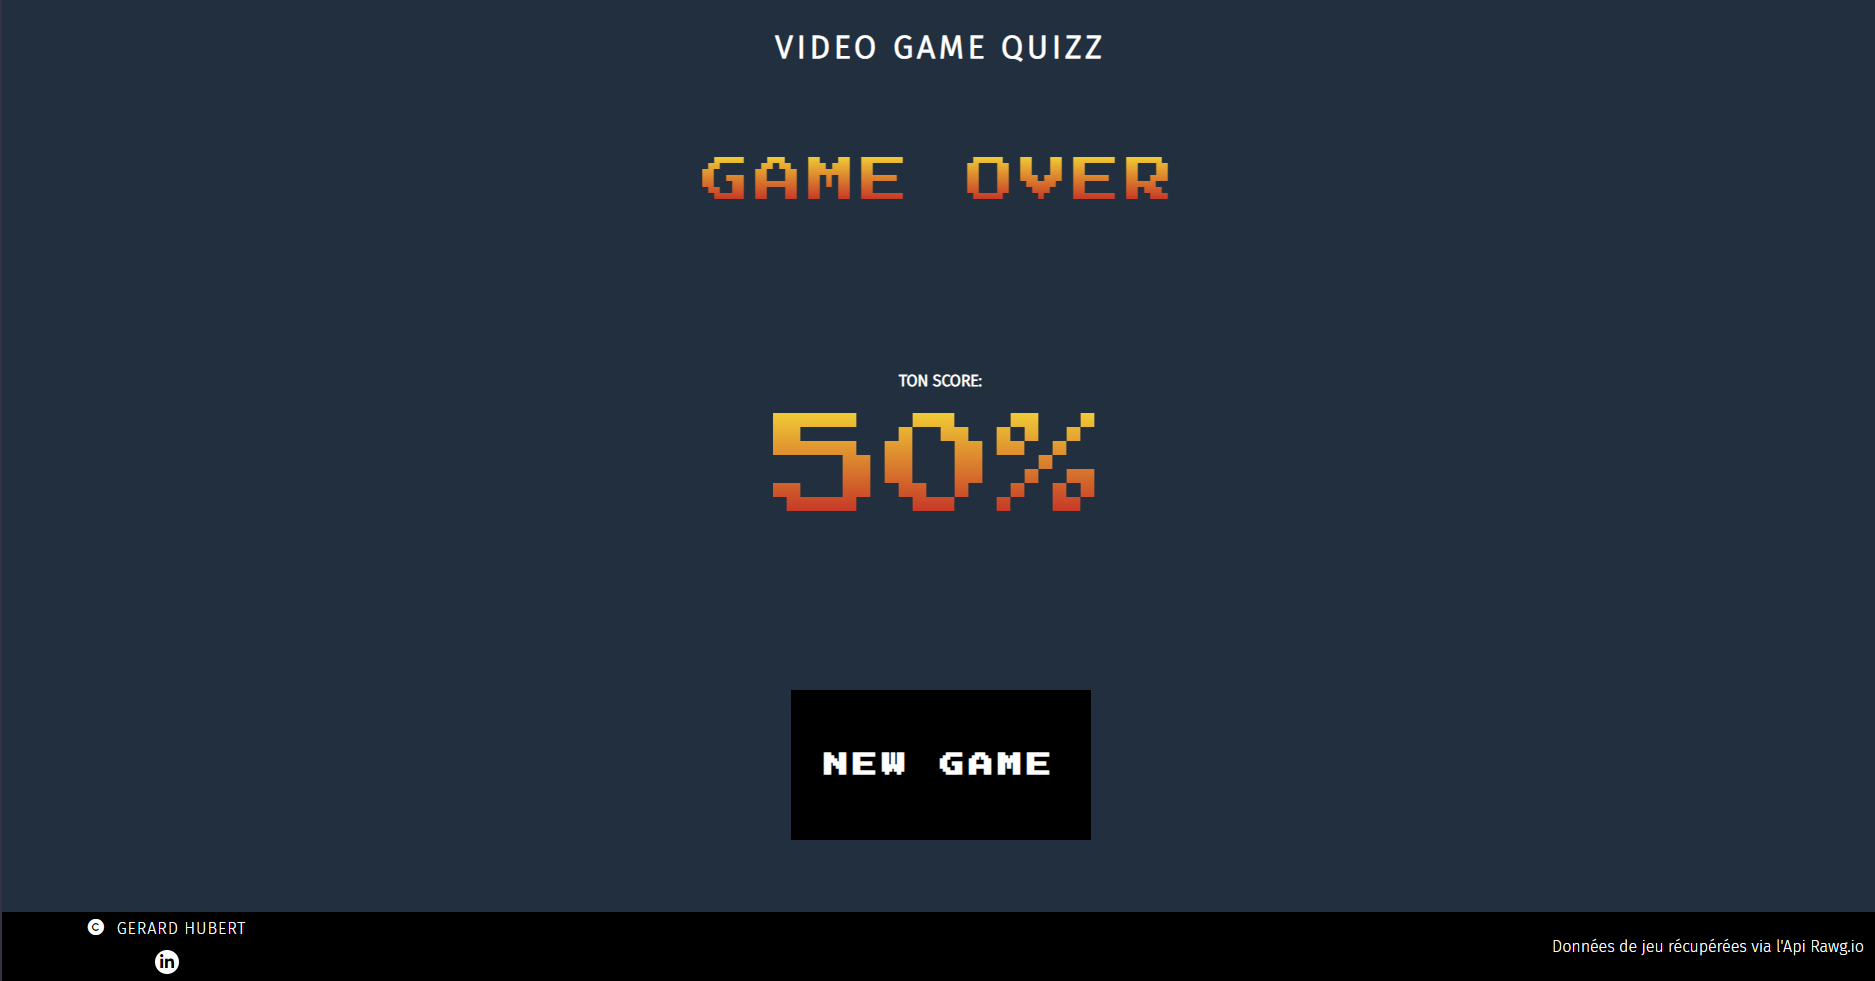 VIDEO GAME QUIZZ
GAME OVER
TON SCORE:
50%
NEW GAME
© GERARD HUBERT
in
Données de jeu récupérées via l'Api Rawg.io